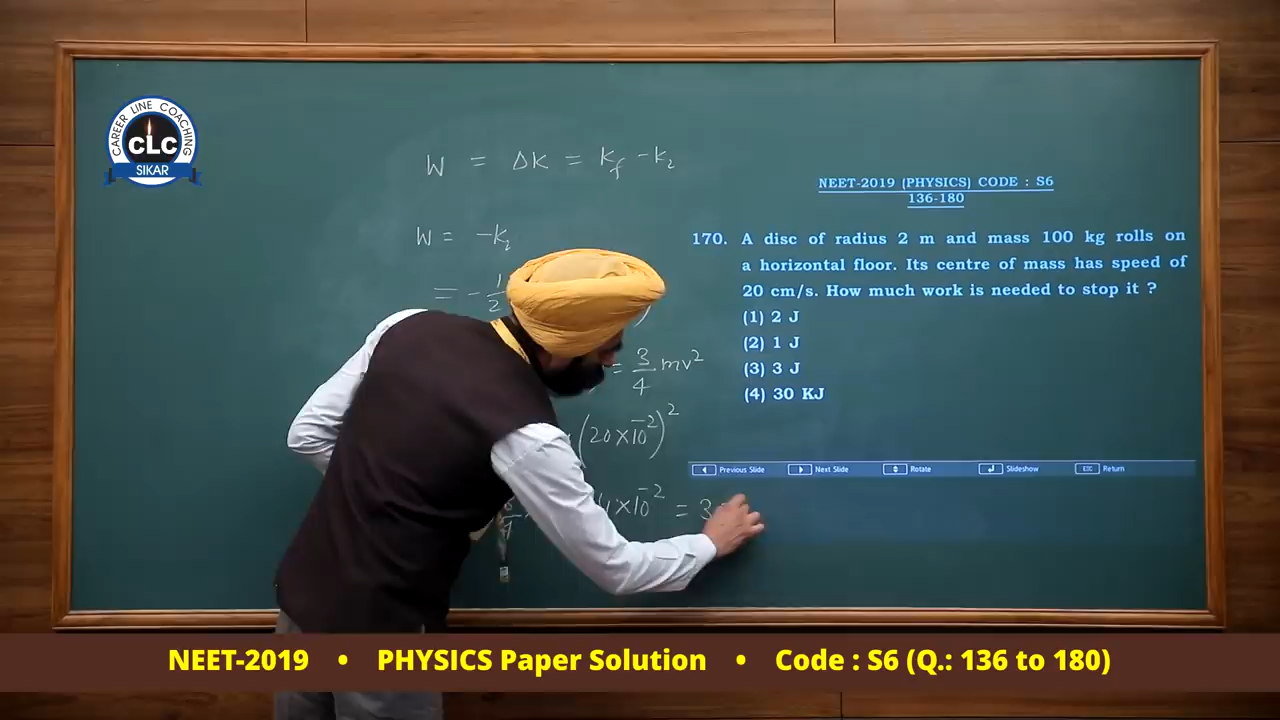 CAREER LINE COACHING
CLC
SIKAR
W = ΔK = Kf - K2
W = -K2
= - 1/2
= 3/4 mv²
(20×10⁻²)²
4×10⁻² = 3
NEET-2019 (PHYSICS) CODE : S6
136-180
170. A disc of radius 2 m and mass 100 kg rolls on
a horizontal floor. Its centre of mass has speed of
20 cm/s. How much work is needed to stop it ?
(1) 2 J
(2) 1 J
(3) 3 J
(4) 30 KJ
Previous Slide
Next Slide
Rotate
Slideshow
ESC Return
NEET-2019 • PHYSICS Paper Solution • Code : S6 (Q.: 136 to 180)